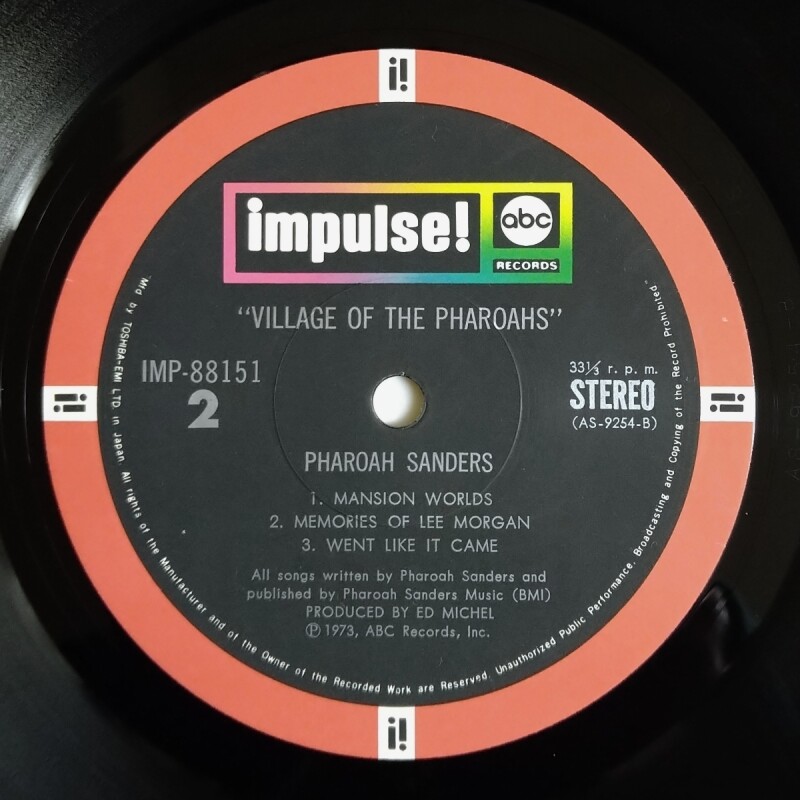 i!
impulse!
abc
RECORDS
"VILLAGE OF THE PHAROAHS"
IMP-88151
2
33⅓ r. p. m.
STEREO
(AS-9254-B)
i!
i!
PHAROAH SANDERS
1. MANSION WORLDS
2. MEMORIES OF LEE MORGAN
3. WENT LIKE IT CAME
All songs written by Pharoah Sanders and
published by Pharoah Sanders Music (BMI)
PRODUCED BY ED MICHEL
℗ 1973, ABC Records, Inc.
Mfd by TOSHIBA-EMI LTD. in Japan. All rights of the Manufacturer and of the Owner of the Recorded Work are Reserved. Unauthorized Public Performance, Broadcasting and Copying of the Record Prohibited.
i!